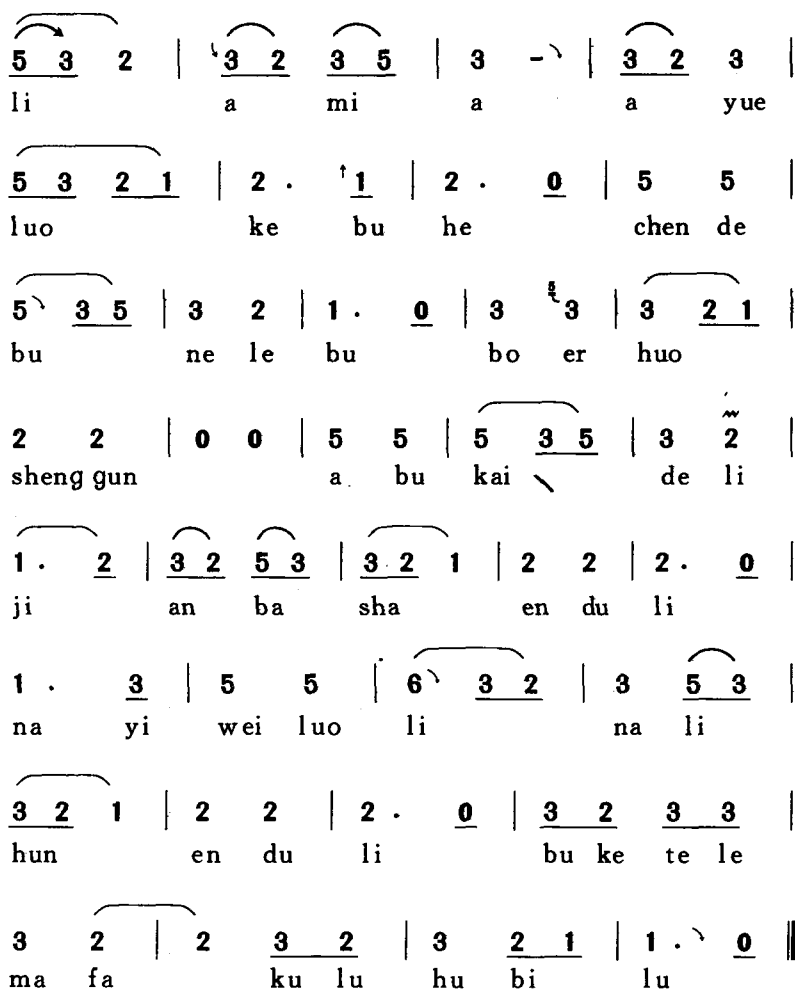 5 3 2 | 3 2 3 5 | 3 - | 3 2 3 |
li a mi a a yue
5 3 2 1 | 2 . 1 | 2 . 0 | 5 5 |
luo ke bu he chen de
5 3 5 | 3 2 | 1 . 0 | 3 5 3 | 3 2 1 |
bu ne le bu bo er huo
2 2 | 0 0 | 5 5 | 5 3 5 | 3 2 |
sheng gun a bu kai de li
1 . 2 | 3 2 5 3 | 3 2 1 | 2 2 | 2 . 0 |
ji an ba sha en du li
1 . 3 | 5 5 | 6 3 2 | 3 5 3 |
na yi wei luo li na li
3 2 1 | 2 2 | 2 . 0 | 3 2 3 3 |
hun en du li bu ke te le
3 2 | 2 3 2 | 3 2 1 | 1 . 0 ||
ma fa ku lu hu bi lu